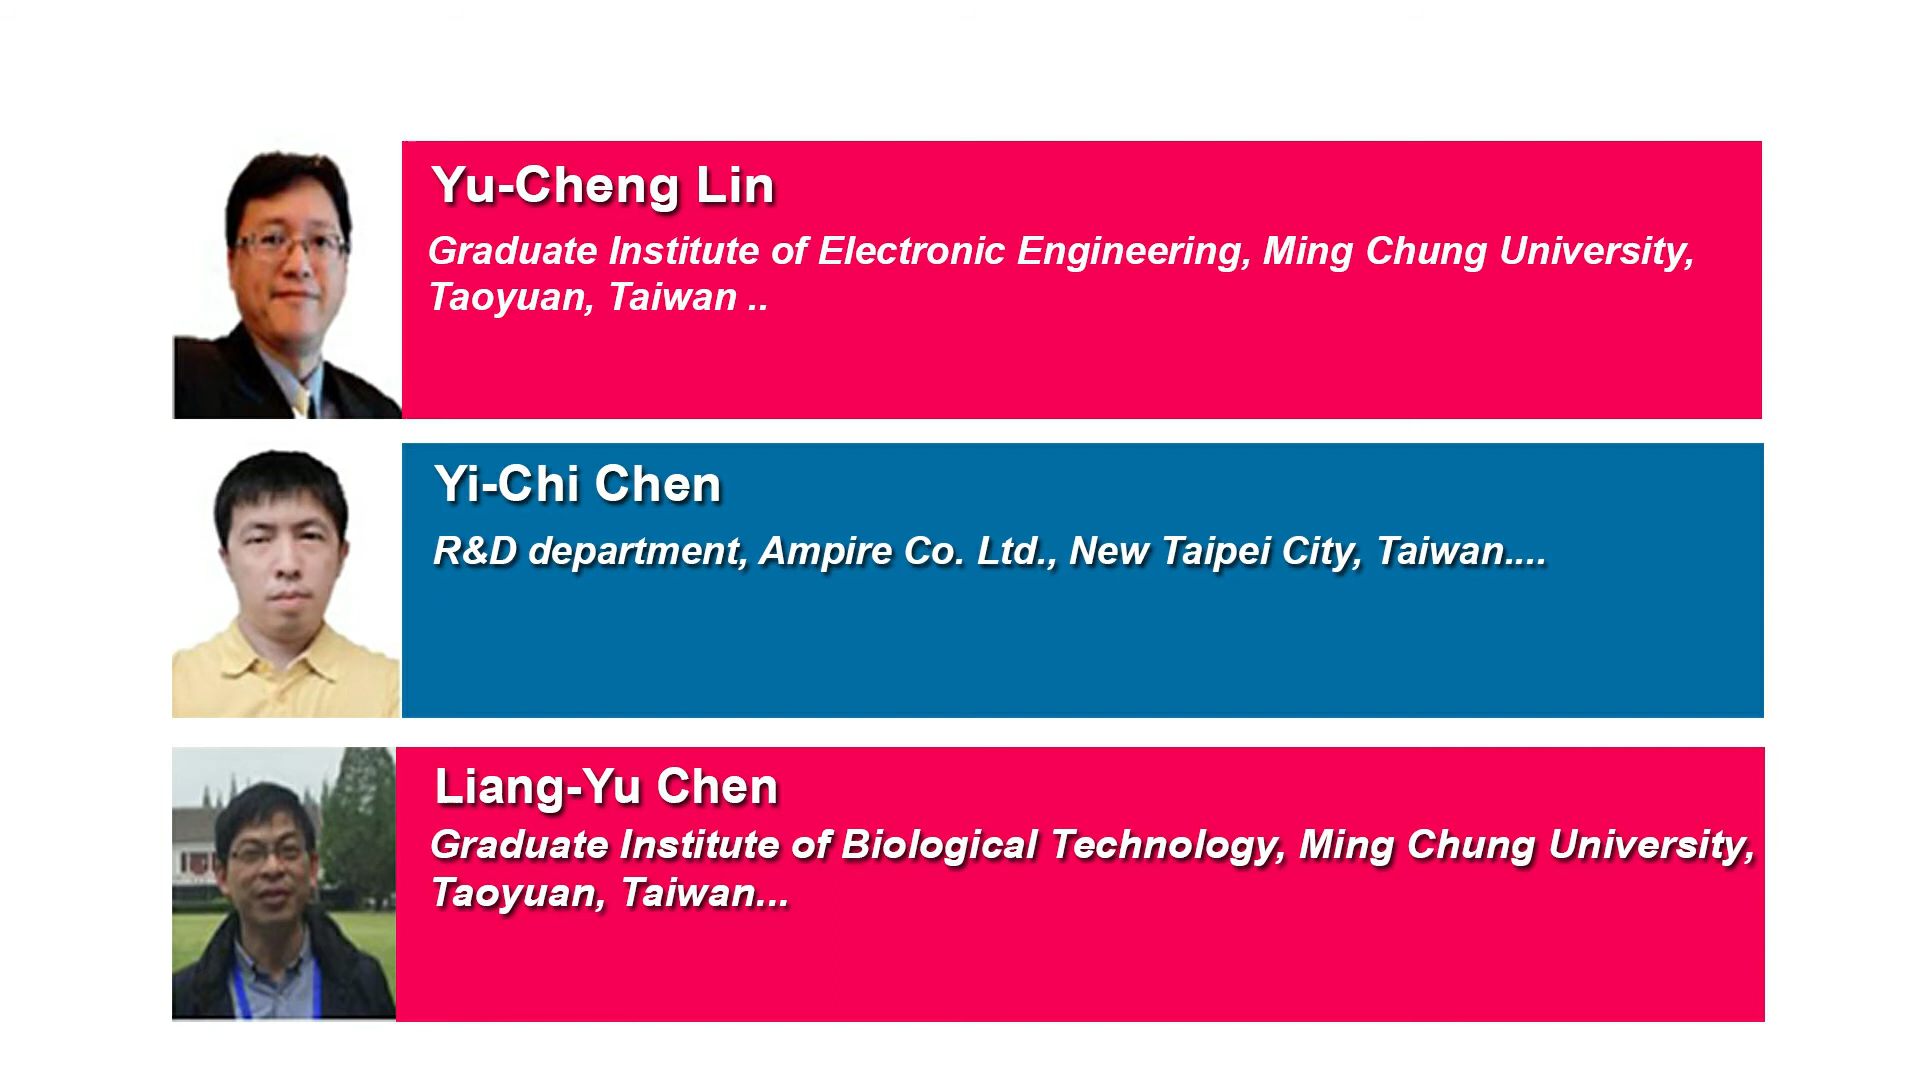 Yu-Cheng Lin
Graduate Institute of Electronic Engineering, Ming Chung University,
Taoyuan, Taiwan ..
Yi-Chi Chen
R&D department, Ampire Co. Ltd., New Taipei City, Taiwan....
Liang-Yu Chen
Graduate Institute of Biological Technology, Ming Chung University,
Taoyuan, Taiwan...